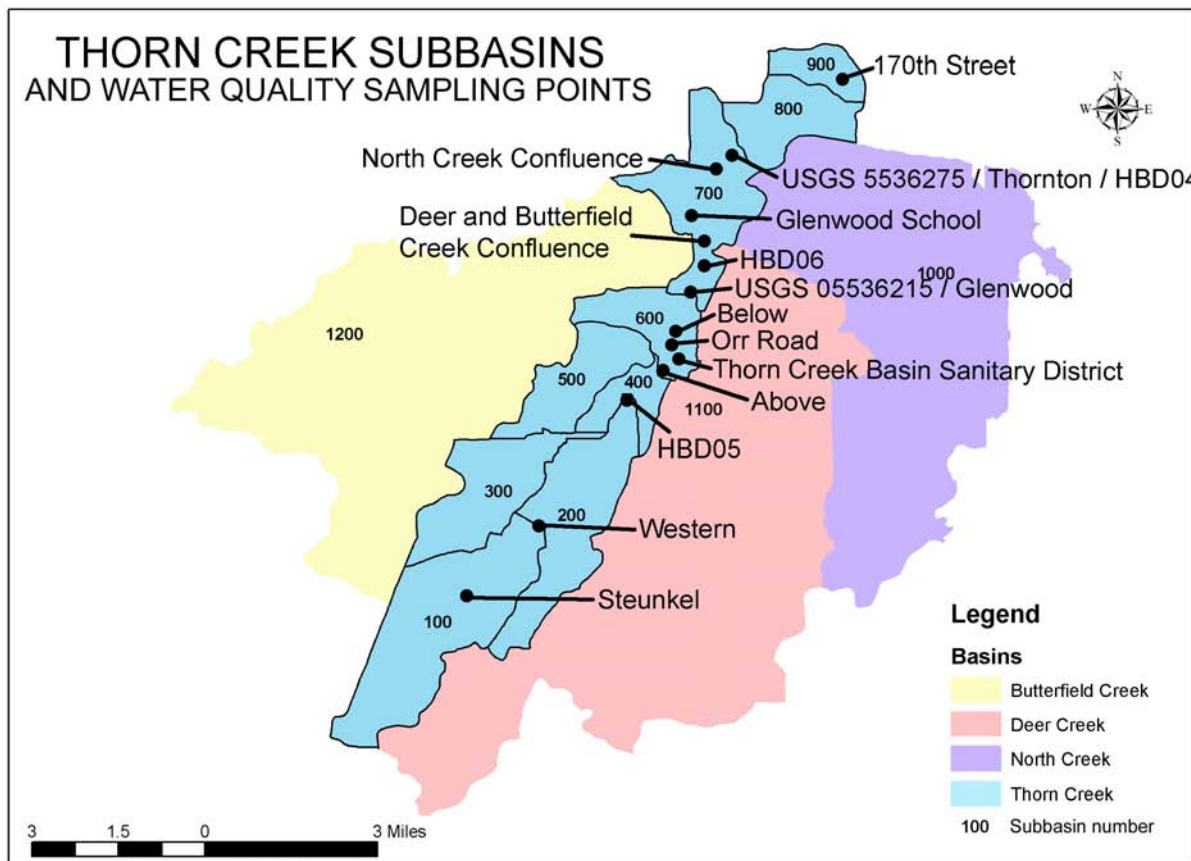 THORN CREEK SUBBASINS
AND WATER QUALITY SAMPLING POINTS
900
170th Street
N
W
E
S
800
North Creek Confluence
USGS 5536275 / Thornton / HBD04
700
Glenwood School
Deer and Butterfield
Creek Confluence
HBD06
1000
USGS 05536215 / Glenwood
600
Below
1200
Orr Road
Thorn Creek Basin Sanitary District
500
400
Above
1100
HBD05
300
200
Western
Steunkel
100
Legend
Basins
Butterfield Creek
Deer Creek
North Creek
Thorn Creek
100 Subbasin number
3 1.5 0 3 Miles